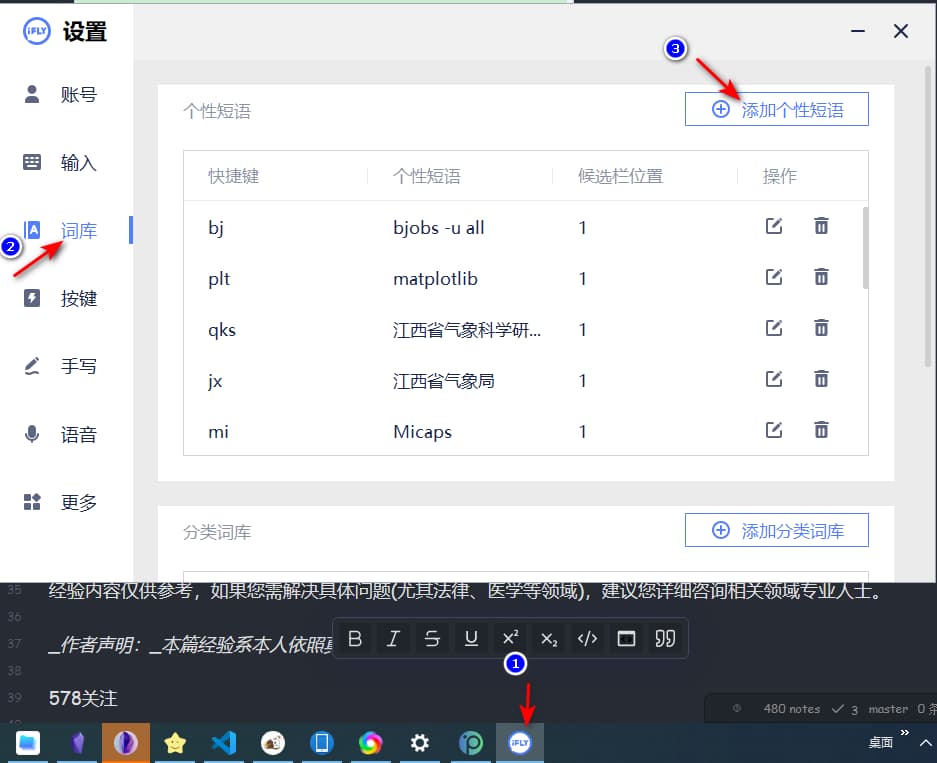 iFLY 设置
账号
输入
词库
按键
手写
语音
更多
个性短语
添加个性短语
快捷键 个性短语 候选栏位置 操作
bj bjobs -u all 1
plt matplotlib 1
qks 江西省气象科学研... 1
jx 江西省气象局 1
mi Micaps 1
分类词库
添加分类词库
3
2
35 经验内容仅供参考，如果您需解决具体问题(尤其法律、医学等领域)，建议您详细咨询相关领域专业人士。
36
37 _作者声明：_本篇经验系本人依照
B I S U x² x₂ </>
1
38
39 578关注
480 notes 3 master 0
iFLY
桌面 »